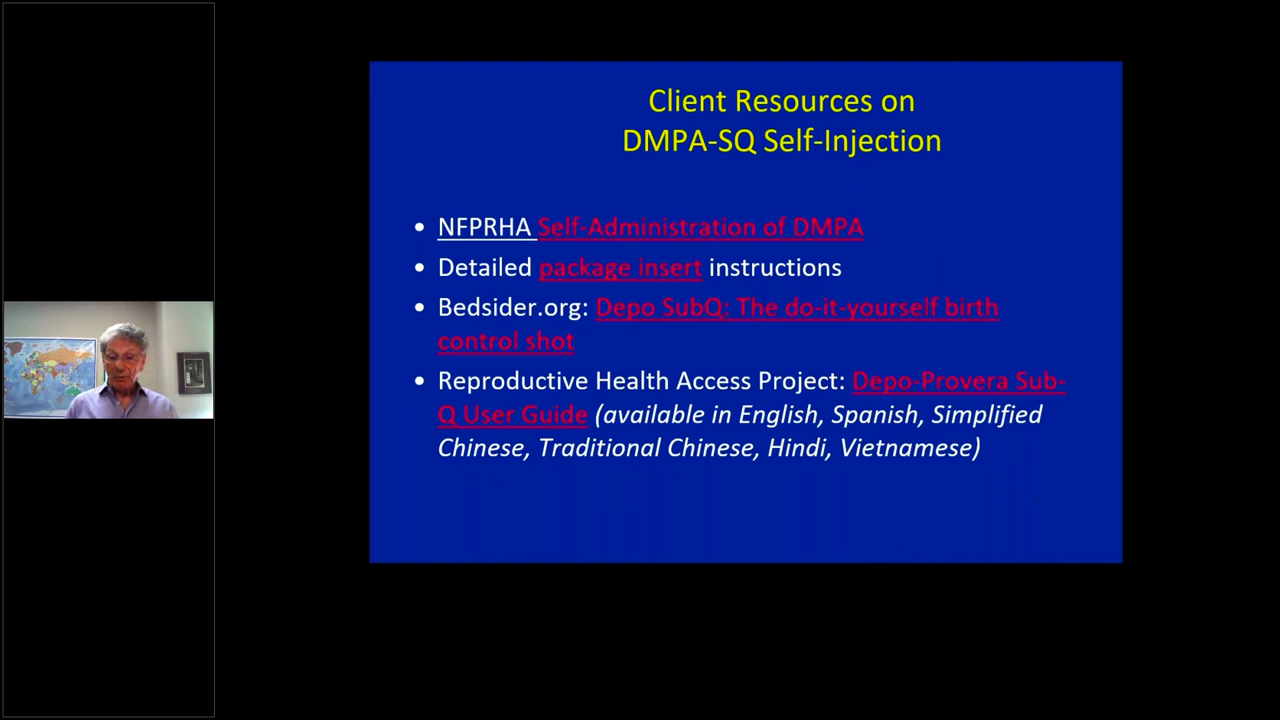 Client Resources on
DMPA-SQ Self-Injection
• NFPRHA Self-Administration of DMPA
• Detailed package insert instructions
• Bedsider.org: Depo SubQ: The do-it-yourself birth
control shot
• Reproductive Health Access Project: Depo-Provera Sub-
Q User Guide (available in English, Spanish, Simplified
Chinese, Traditional Chinese, Hindi, Vietnamese)